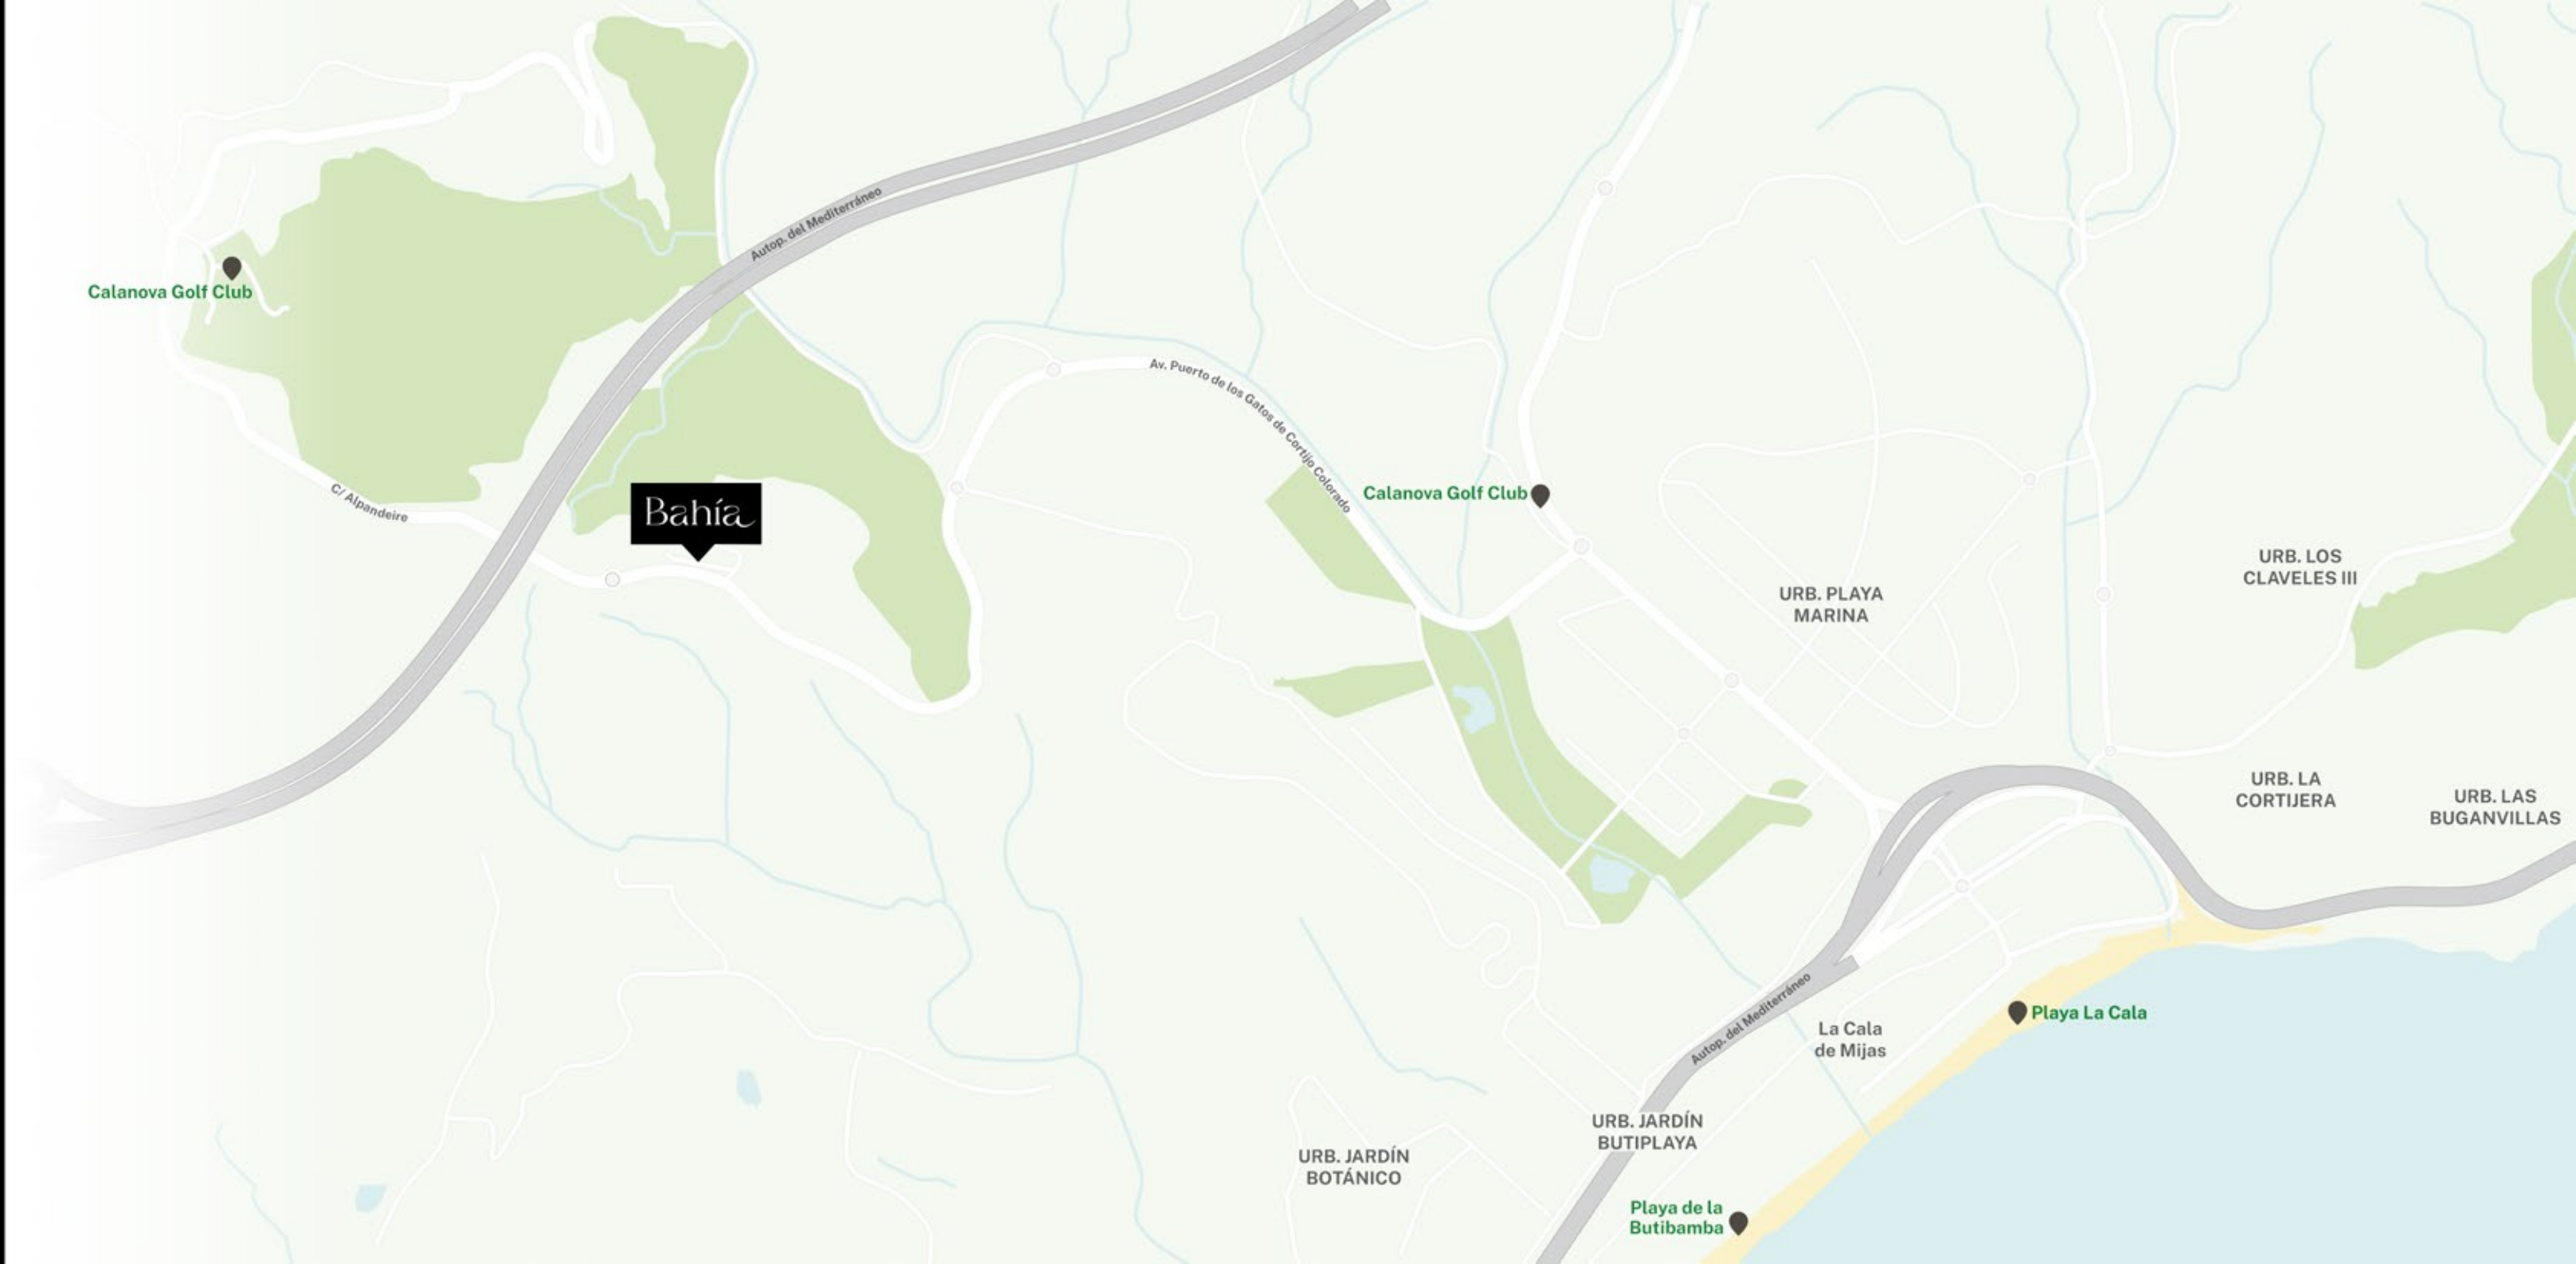 Autop. del Mediterráneo
Calanova Golf Club
Av. Puerto de los Gatos de Cortijo Colorado
C/ Alpandeire
Bahía
Calanova Golf Club
URB. LOS
CLAVELES III
URB. PLAYA
MARINA
URB. LA
CORTIJERA
URB. LAS
BUGANVILLAS
Autop. del Mediterráneo
Playa La Cala
La Cala
de Mijas
URB. JARDÍN
BUTIPLAYA
URB. JARDÍN
BOTÁNICO
Playa de la
Butibamba